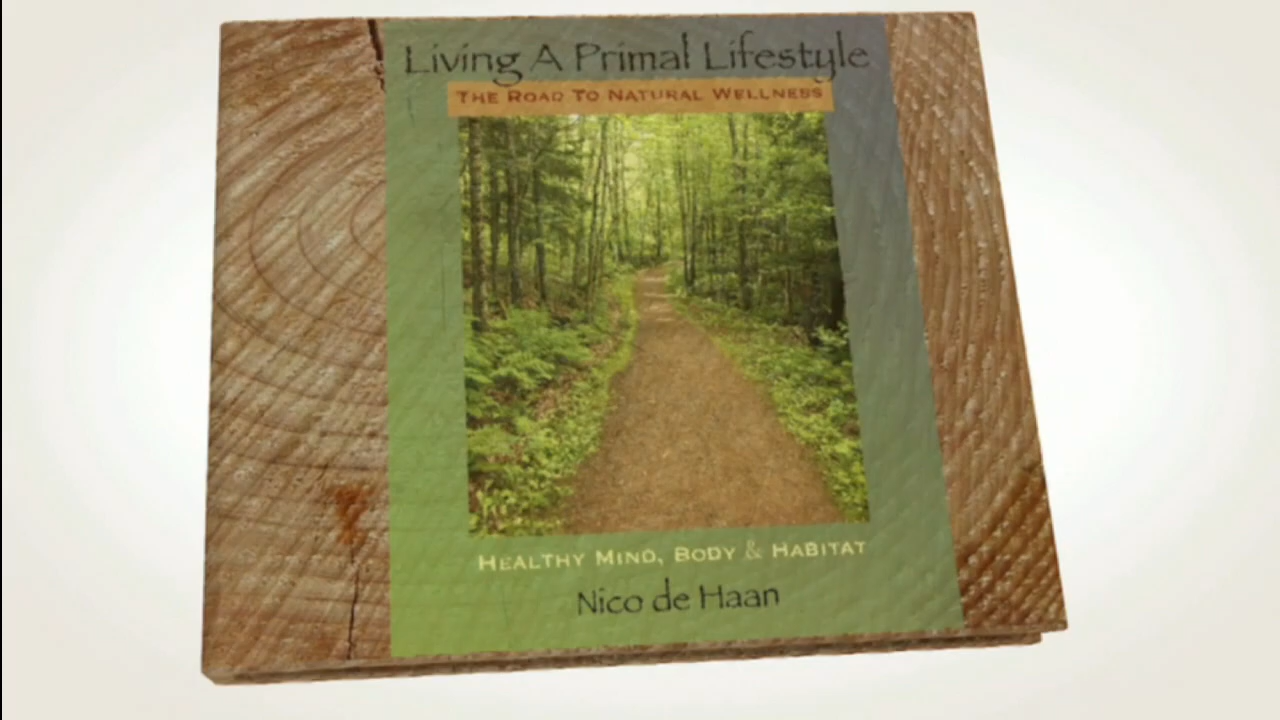 Living A Primal Lifestyle
THE ROAD TO NATURAL WELLNESS
HEALTHY MIND, BODY & HABITAT
Nico de Haan